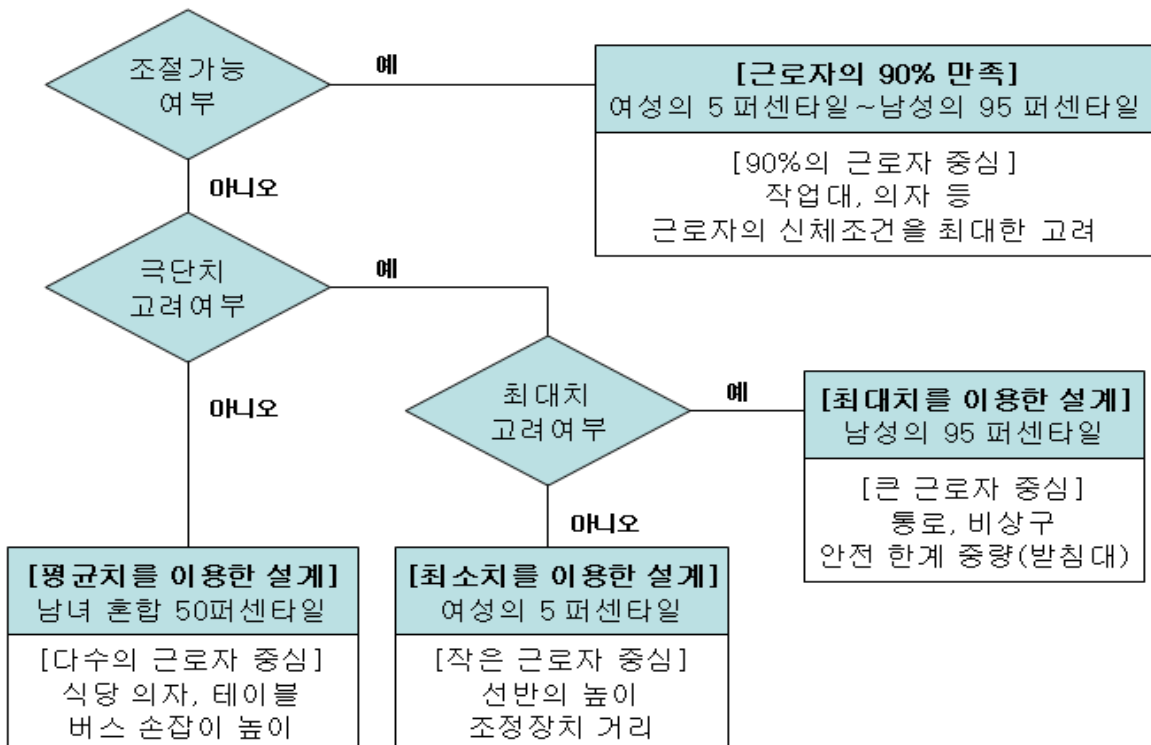 조절가능
여부
예
[근로자의 90% 만족]
여성의 5 퍼센타일~남성의 95 퍼센타일
[90%의 근로자 중심]
작업대, 의자 등
근로자의 신체조건을 최대한 고려
아니오
극단치
고려여부
예
아니오
최대치
고려여부
예
[최대치를 이용한 설계]
남성의 95 퍼센타일
[큰 근로자 중심]
통로, 비상구
안전 한계 중량(받침대)
아니오
[평균치를 이용한 설계]
남녀 혼합 50퍼센타일
[다수의 근로자 중심]
식당 의자, 테이블
버스 손잡이 높이
[최소치를 이용한 설계]
여성의 5 퍼센타일
[작은 근로자 중심]
선반의 높이
조정장치 거리